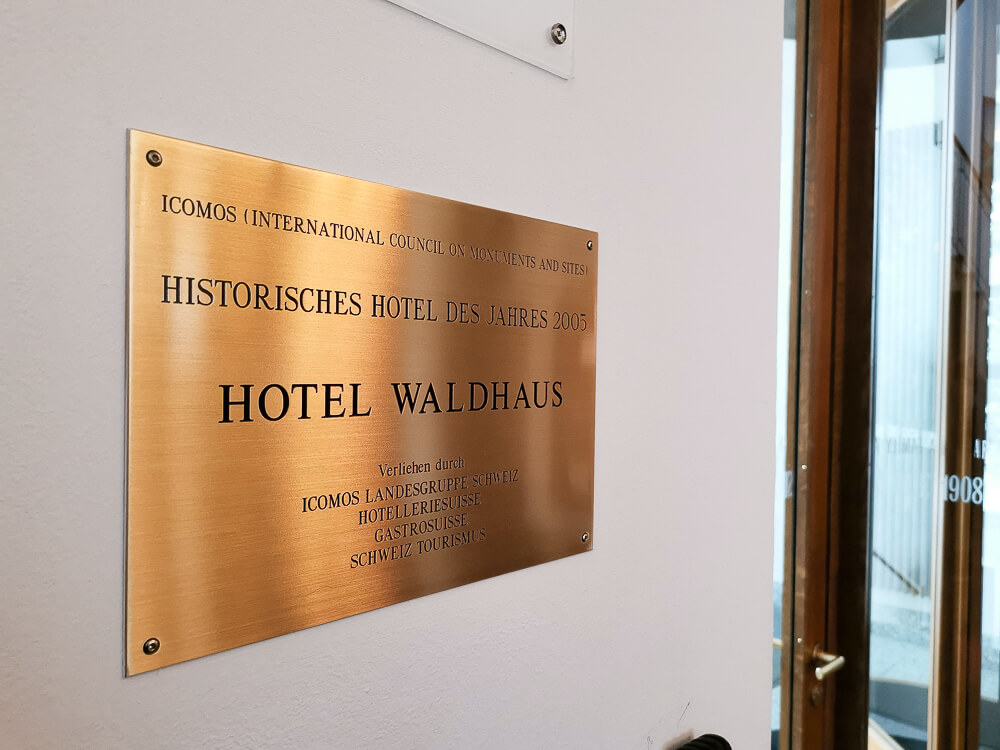 ICOMOS (INTERNATIONAL COUNCIL ON MONUMENTS AND SITES)
HISTORISCHES HOTEL DES JAHRES 2005
HOTEL WALDHAUS
Verliehen durch
ICOMOS LANDESGRUPPE SCHWEIZ
HOTELLERIESUISSE
GASTROSUISSE
SCHWEIZ TOURISMUS
1908